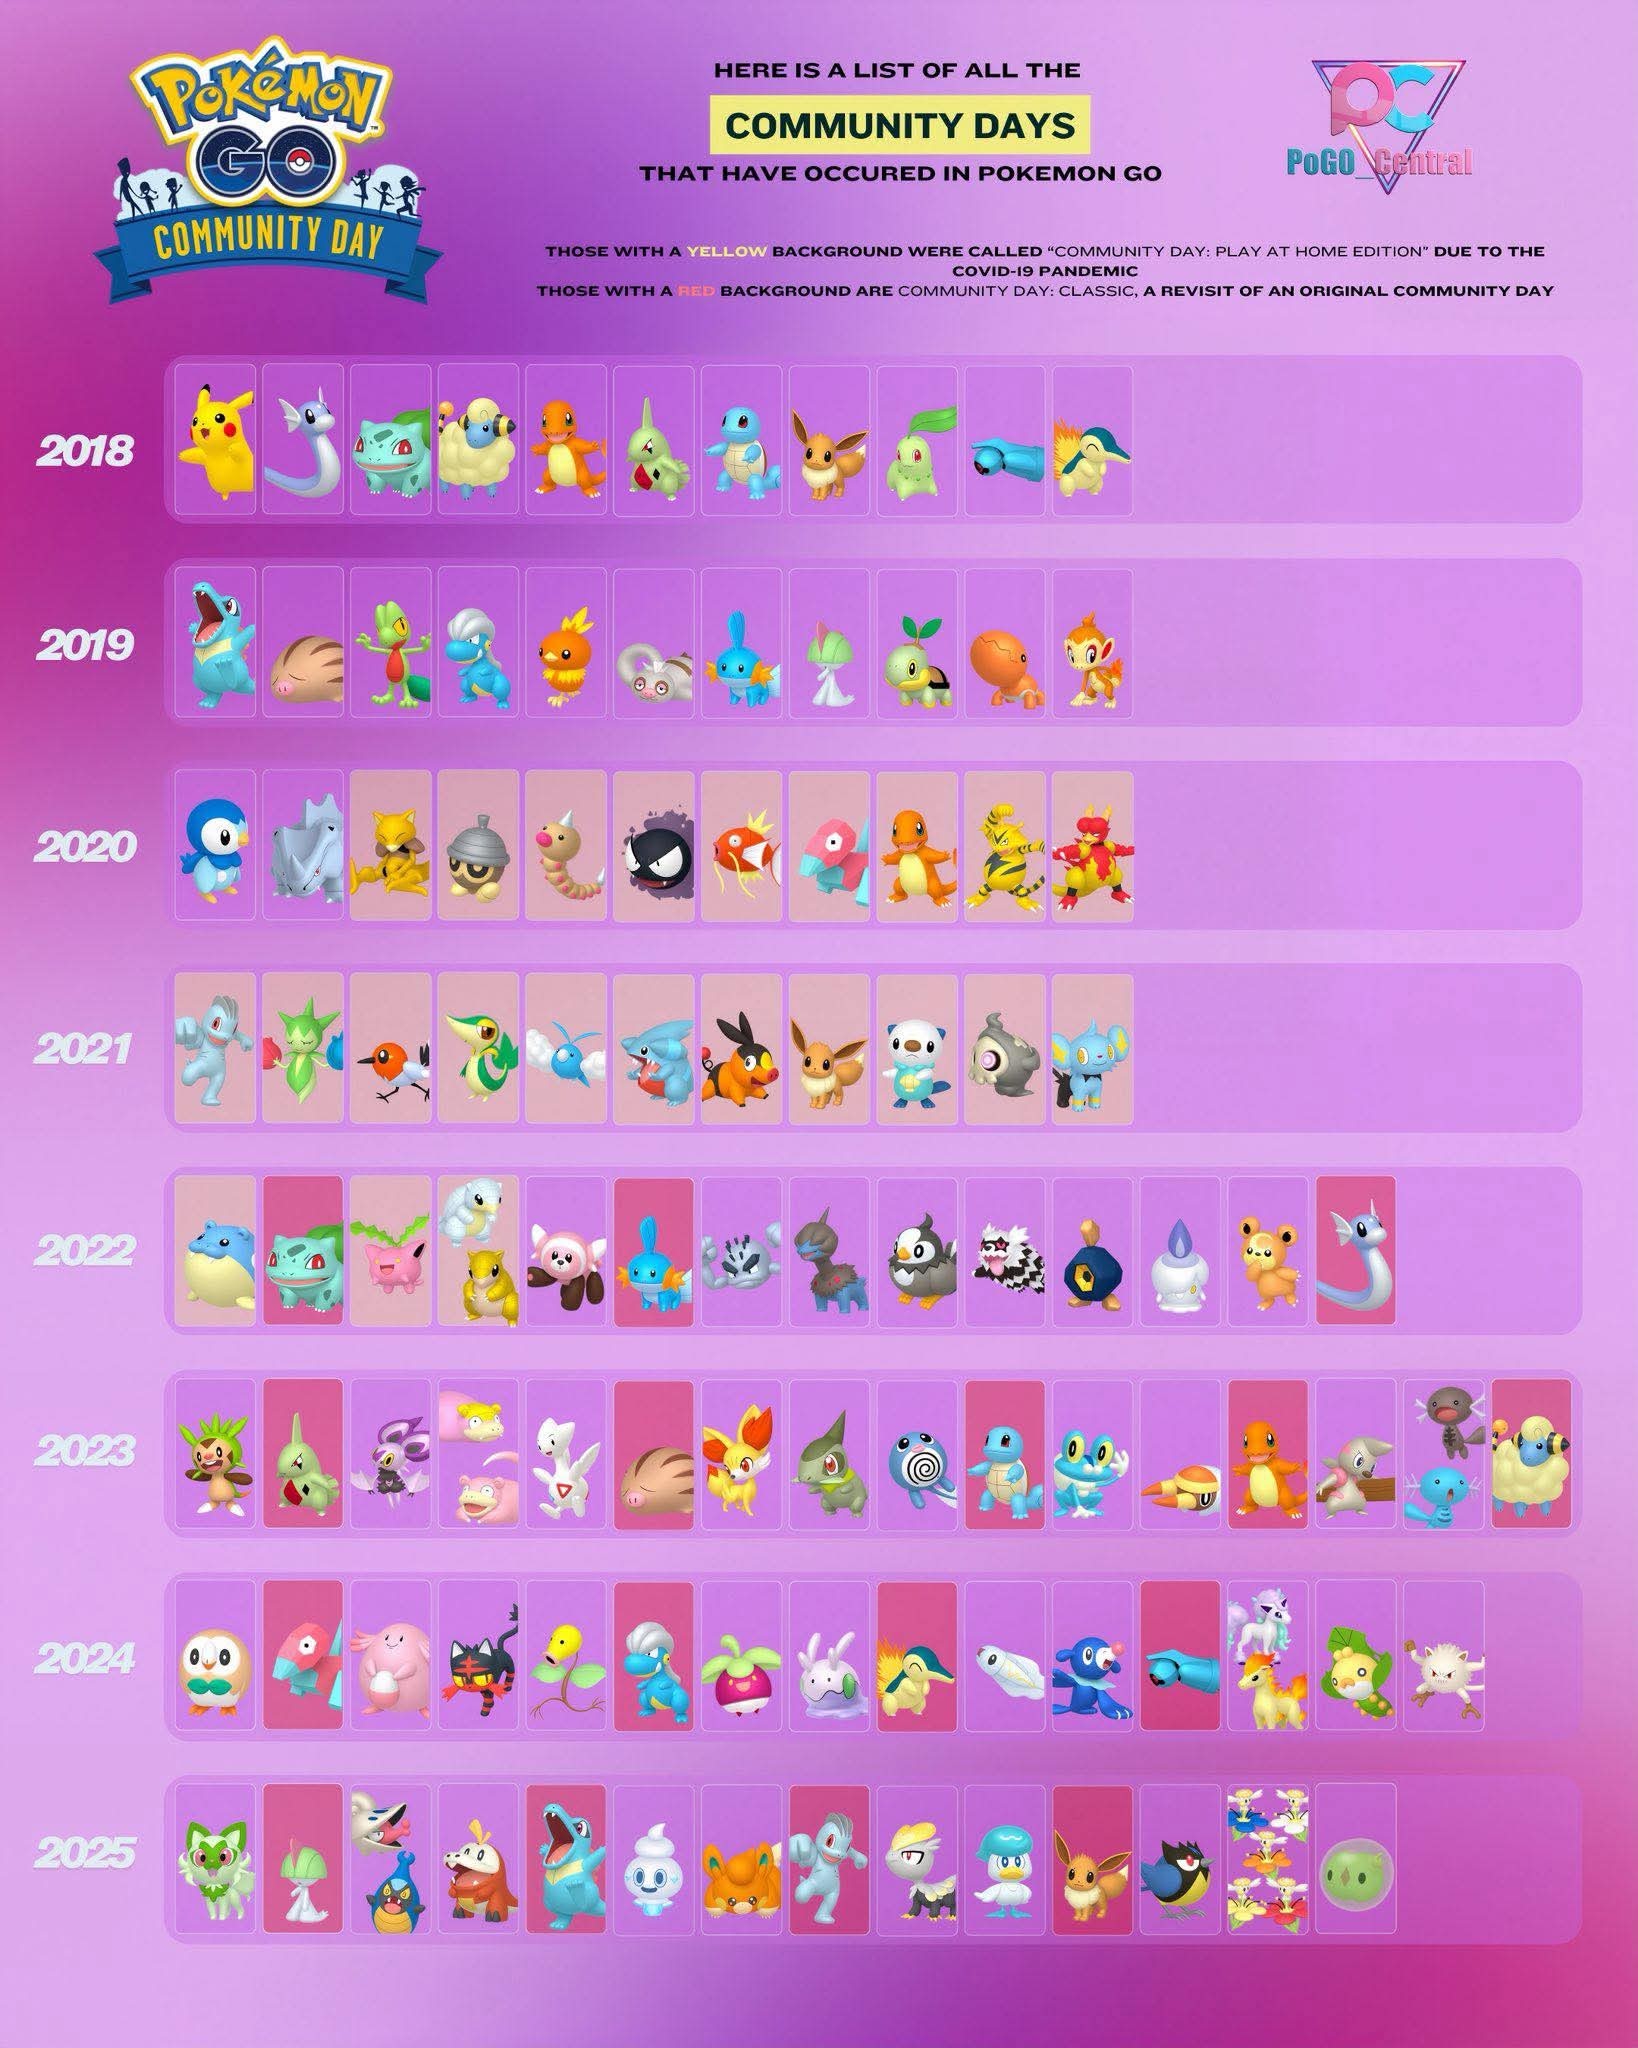 POKéMON™
GO
COMMUNITY DAY
HERE IS A LIST OF ALL THE
COMMUNITY DAYS
THAT HAVE OCCURED IN POKEMON GO
PC
PoGO_Central
THOSE WITH A YELLOW BACKGROUND WERE CALLED “COMMUNITY DAY: PLAY AT HOME EDITION” DUE TO THE
COVID-19 PANDEMIC
THOSE WITH A RED BACKGROUND ARE COMMUNITY DAY: CLASSIC, A REVISIT OF AN ORIGINAL COMMUNITY DAY
2018
2019
2020
2021
2022
2023
2024
2025